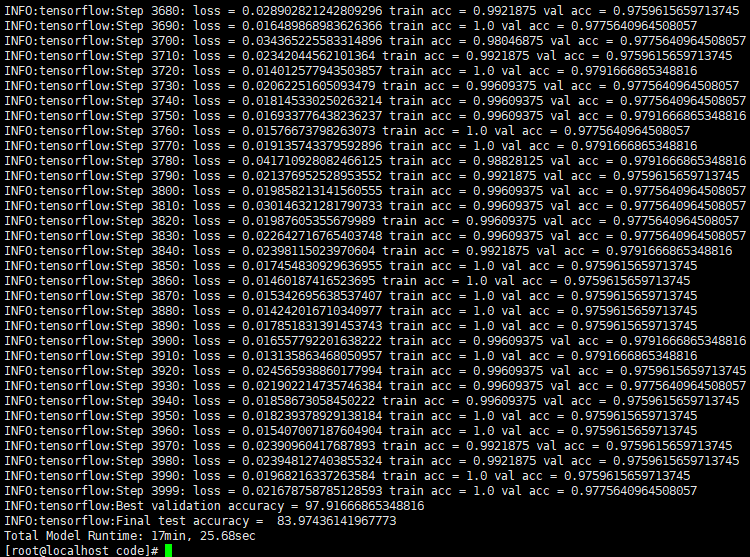 INFO:tensorflow:Step 3680: loss = 0.028902821242809296 train acc = 0.9921875 val acc = 0.9759615659713745
INFO:tensorflow:Step 3690: loss = 0.016489868983626366 train acc = 1.0 val acc = 0.9775640964508057
INFO:tensorflow:Step 3700: loss = 0.034365225583314896 train acc = 0.98046875 val acc = 0.9775640964508057
INFO:tensorflow:Step 3710: loss = 0.02342044562101364 train acc = 0.9921875 val acc = 0.9759615659713745
INFO:tensorflow:Step 3720: loss = 0.014012577943503857 train acc = 1.0 val acc = 0.9791666865348816
INFO:tensorflow:Step 3730: loss = 0.02062251605093479 train acc = 0.99609375 val acc = 0.9775640964508057
INFO:tensorflow:Step 3740: loss = 0.018145330250263214 train acc = 0.99609375 val acc = 0.9775640964508057
INFO:tensorflow:Step 3750: loss = 0.016933776438236237 train acc = 0.99609375 val acc = 0.9791666865348816
INFO:tensorflow:Step 3760: loss = 0.01576673798263073 train acc = 1.0 val acc = 0.9775640964508057
INFO:tensorflow:Step 3770: loss = 0.019135743379592896 train acc = 1.0 val acc = 0.9791666865348816
INFO:tensorflow:Step 3780: loss = 0.041710928082466125 train acc = 0.98828125 val acc = 0.9791666865348816
INFO:tensorflow:Step 3790: loss = 0.021376952528953552 train acc = 0.9921875 val acc = 0.9759615659713745
INFO:tensorflow:Step 3800: loss = 0.019858213141560555 train acc = 0.99609375 val acc = 0.9775640964508057
INFO:tensorflow:Step 3810: loss = 0.030146321281790733 train acc = 0.99609375 val acc = 0.9775640964508057
INFO:tensorflow:Step 3820: loss = 0.01987605355679989 train acc = 0.99609375 val acc = 0.9775640964508057
INFO:tensorflow:Step 3830: loss = 0.022642716765403748 train acc = 0.99609375 val acc = 0.9775640964508057
INFO:tensorflow:Step 3840: loss = 0.02398115023970604 train acc = 0.9921875 val acc = 0.9791666865348816
INFO:tensorflow:Step 3850: loss = 0.017454830929636955 train acc = 1.0 val acc = 0.9759615659713745
INFO:tensorflow:Step 3860: loss = 0.01460187416523695 train acc = 1.0 val acc = 0.9759615659713745
INFO:tensorflow:Step 3870: loss = 0.015342695638537407 train acc = 1.0 val acc = 0.9759615659713745
INFO:tensorflow:Step 3880: loss = 0.014242016710340977 train acc = 1.0 val acc = 0.9759615659713745
INFO:tensorflow:Step 3890: loss = 0.017851831391453743 train acc = 1.0 val acc = 0.9759615659713745
INFO:tensorflow:Step 3900: loss = 0.016557792201638222 train acc = 0.99609375 val acc = 0.9791666865348816
INFO:tensorflow:Step 3910: loss = 0.013135863468050957 train acc = 1.0 val acc = 0.9791666865348816
INFO:tensorflow:Step 3920: loss = 0.024565938860177994 train acc = 0.99609375 val acc = 0.9759615659713745
INFO:tensorflow:Step 3930: loss = 0.021902214735746384 train acc = 0.99609375 val acc = 0.9775640964508057
INFO:tensorflow:Step 3940: loss = 0.01858673058450222 train acc = 0.99609375 val acc = 0.9759615659713745
INFO:tensorflow:Step 3950: loss = 0.018239378929138184 train acc = 1.0 val acc = 0.9759615659713745
INFO:tensorflow:Step 3960: loss = 0.015407007187604904 train acc = 1.0 val acc = 0.9759615659713745
INFO:tensorflow:Step 3970: loss = 0.02390960417687893 train acc = 0.9921875 val acc = 0.9759615659713745
INFO:tensorflow:Step 3980: loss = 0.023948127403855324 train acc = 0.9921875 val acc = 0.9759615659713745
INFO:tensorflow:Step 3990: loss = 0.01968216337263584 train acc = 1.0 val acc = 0.9759615659713745
INFO:tensorflow:Step 3999: loss = 0.021678758785128593 train acc = 1.0 val acc = 0.9775640964508057
INFO:tensorflow:Best validation accuracy = 97.91666865348816
INFO:tensorflow:Final test accuracy =  83.97436141967773
Total Model Runtime: 17min, 25.68sec
[root@localhost code]#